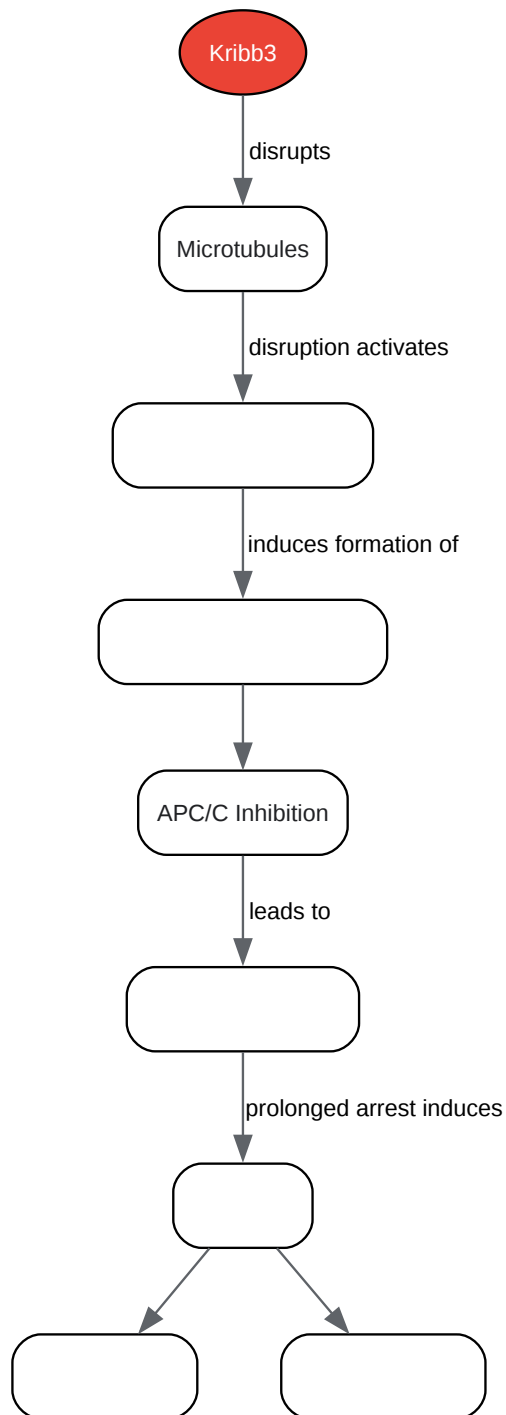 Kribb3
disrupts
Microtubules
disruption activates
induces formation of
APC/C Inhibition
leads to
prolonged arrest induces